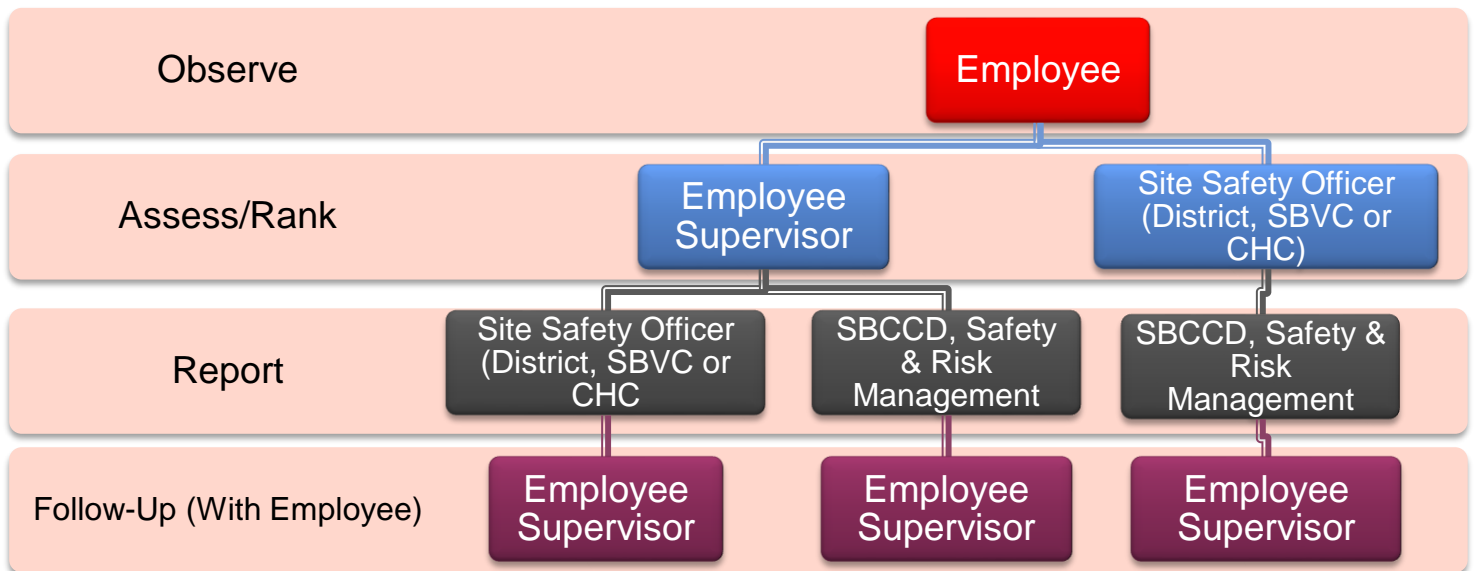 Observe
Employee
Assess/Rank
Employee
Supervisor
Site Safety Officer
(District, SBVC or
CHC)
Report
Site Safety Officer
(District, SBVC or
CHC
SBCCD, Safety
& Risk
Management
SBCCD, Safety &
Risk
Management
Follow-Up (With Employee)
Employee
Supervisor
Employee
Supervisor
Employee
Supervisor